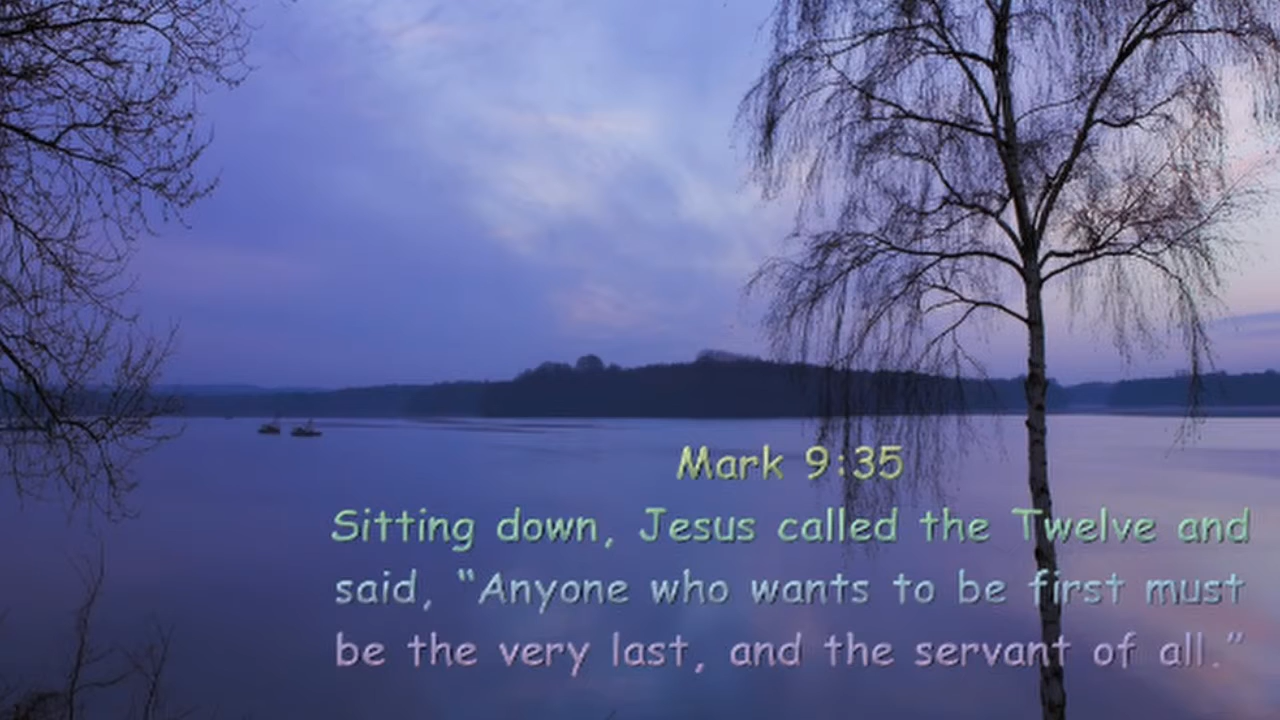 Mark 9:35
Sitting down, Jesus called the Twelve and
said, “Anyone who wants to be first must
be the very last, and the servant of all.”